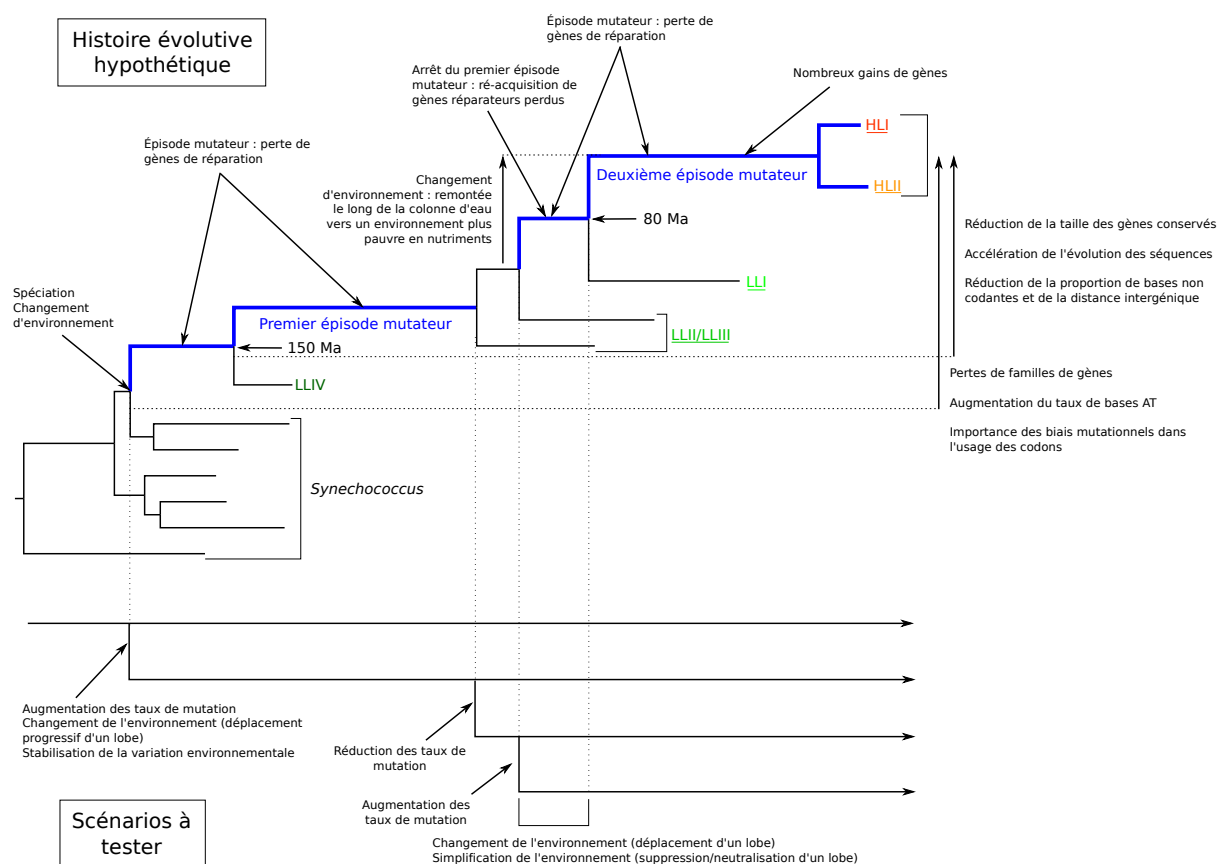 Histoire évolutive
hypothétique
Épisode mutateur : perte de
gènes de réparation
Arrêt du premier épisode
mutateur : ré-acquisition de
gènes réparateurs perdus
Nombreux gains de gènes
Épisode mutateur : perte de
gènes de réparation
HLI
Deuxième épisode mutateur
HLII
Changement
d'environnement : remontée
le long de la colonne d'eau
vers un environnement plus
pauvre en nutriments
80 Ma
Réduction de la taille des gènes conservés
Accélération de l'évolution des séquences
Réduction de la proportion de bases non
codantes et de la distance intergénique
LLI
Spéciation
Changement
d'environnement
Premier épisode mutateur
LLII/LLIII
150 Ma
LLIV
Pertes de familles de gènes
Augmentation du taux de bases AT
Importance des biais mutationnels dans
l'usage des codons
Synechococcus
Augmentation des taux de mutation
Changement de l'environnement (déplacement
progressif d'un lobe)
Stabilisation de la variation environnementale
Réduction des taux de
mutation
Augmentation des
taux de mutation
Changement de l'environnement (déplacement d'un lobe)
Simplification de l'environnement (suppression/neutralisation d'un lobe)
Scénarios à
tester